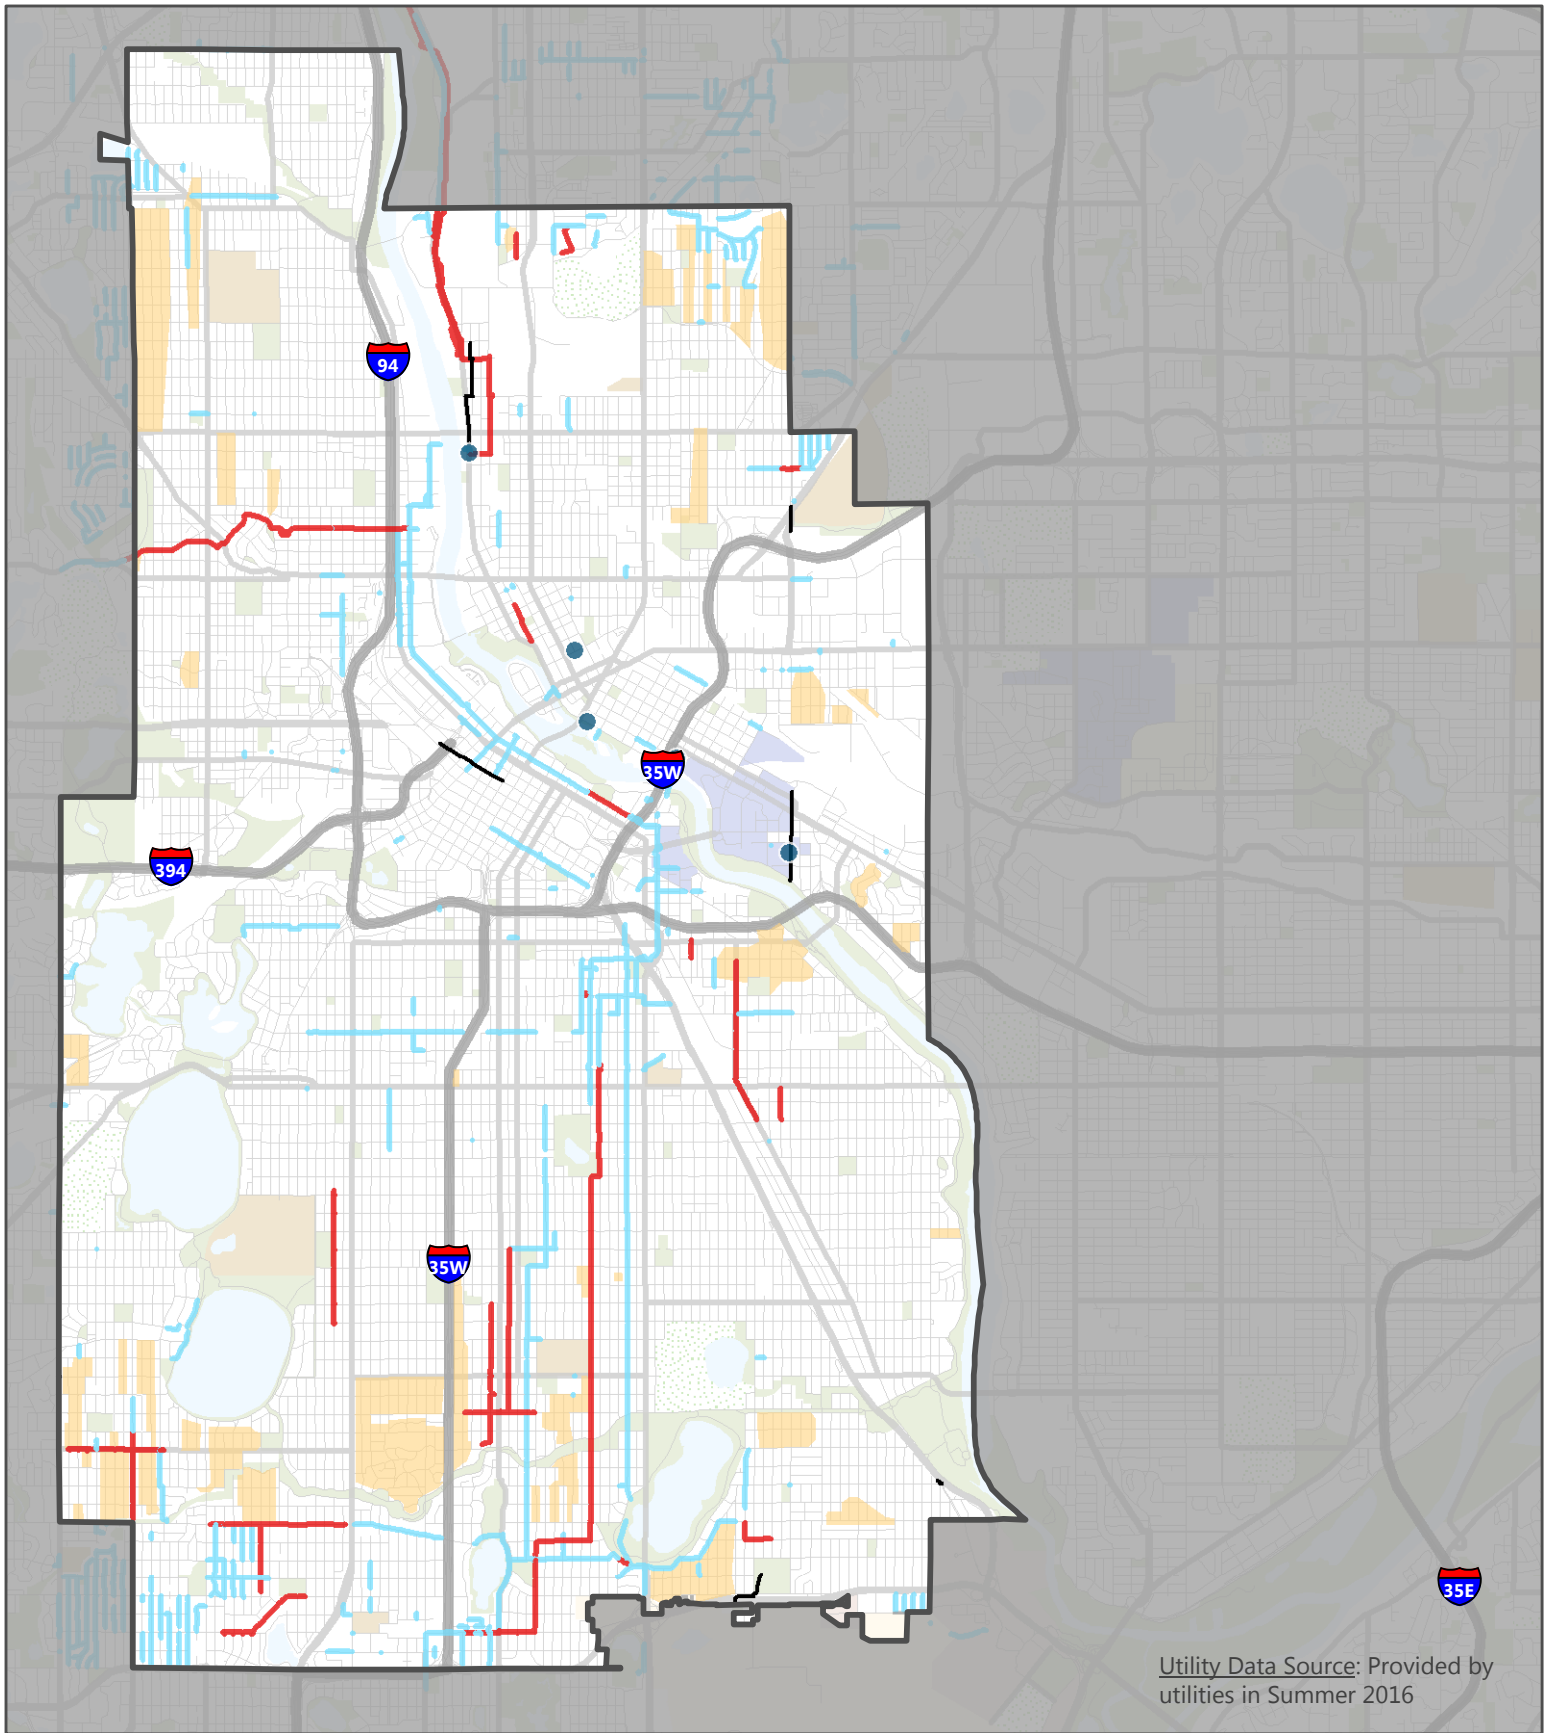 94
35W
394
35W
35E
Utility Data Source: Provided by
utilities in Summer 2016